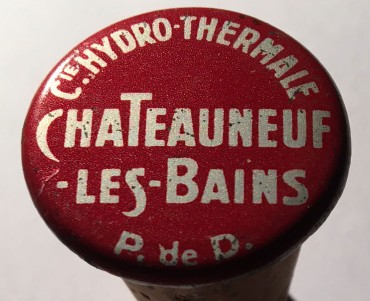 CIE. HYDRO-THERMALE
CHATEAUNEUF
-LES-BAINS
P. de D.